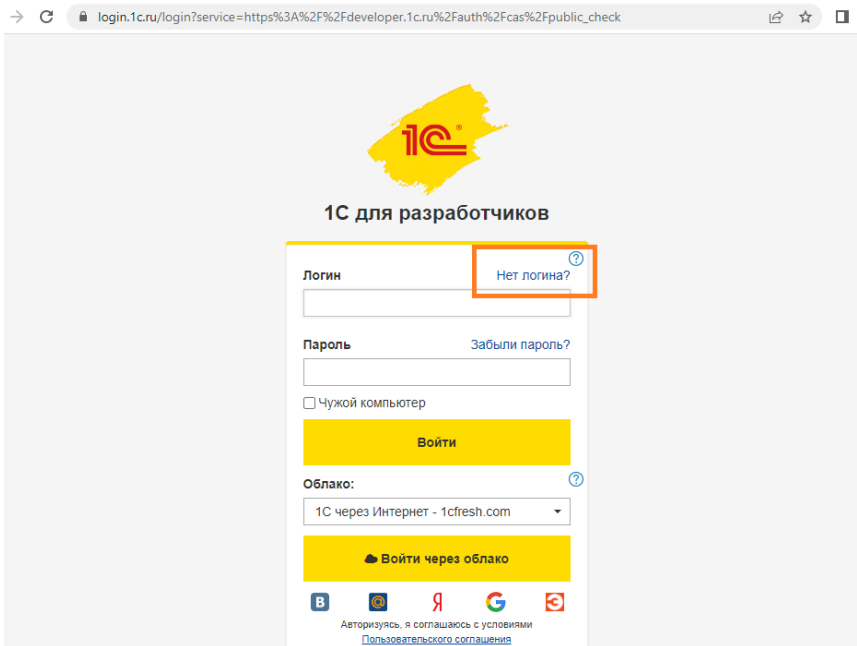 login.1c.ru/login?service=https%3A%2F%2Fdeveloper.1c.ru%2Fauth%2Fcas%2Fpublic_check
1С®
1С для разработчиков
?
Логин Нет логина?
Пароль Забыли пароль?
Чужой компьютер
Войти
Облако: ?
1С через Интернет - 1cfresh.com
Войти через облако
В @ Я G Э
Авторизуясь, я соглашаюсь с условиями
Пользовательского соглашения